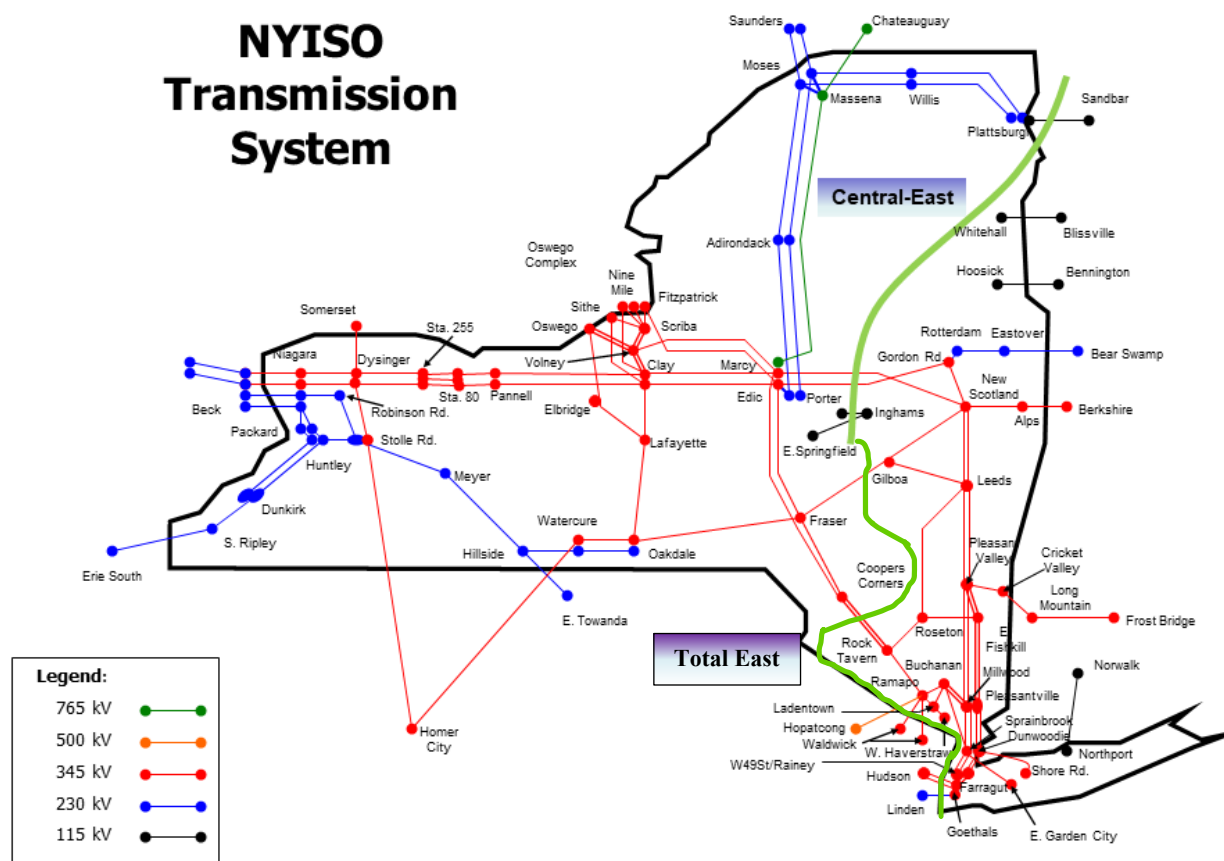 NYISO
Transmission
System
Saunders
Chateauguay
Moses
Massena
Willis
Sandbar
Plattsburg
Central-East
Whitehall
Blissville
Adirondack
Oswego
Complex
Hoosick
Bennington
Nine
Mile
Fitzpatrick
Somerset
Sithe
Sta. 255
Oswego
Scriba
Rotterdam
Eastover
Niagara
Dysinger
Volney
Clay
Marcy
Gordon Rd.
Bear Swamp
Beck
Robinson Rd.
Sta. 80
Pannell
Elbridge
Edic
Porter
Inghams
New
Scotland
Alps
Berkshire
Packard
Huntley
Stolle Rd.
Lafayette
E.Springfield
Meyer
Gilboa
Leeds
Dunkirk
S. Ripley
Watercure
Fraser
Pleasan
Valley
Cricket
Valley
Erie South
Hillside
Oakdale
Coopers
Corners
Long
Mountain
E. Towanda
Roseton
E.
Fishkill
Frost Bridge
Total East
Rock
Tavern
Buchanan
Millwood
Norwalk
Ramapo
Pleasantville
Ladentown
Hopatcong
Sprainbrook
Dunwoodie
Waldwick
W. Haverstraw
Northport
Homer
City
W49St/Rainey
Hudson
Shore Rd.
Farragut
Linden
Goethals
E. Garden City
Legend:
765 kV
500 kV
345 kV
230 kV
115 kV